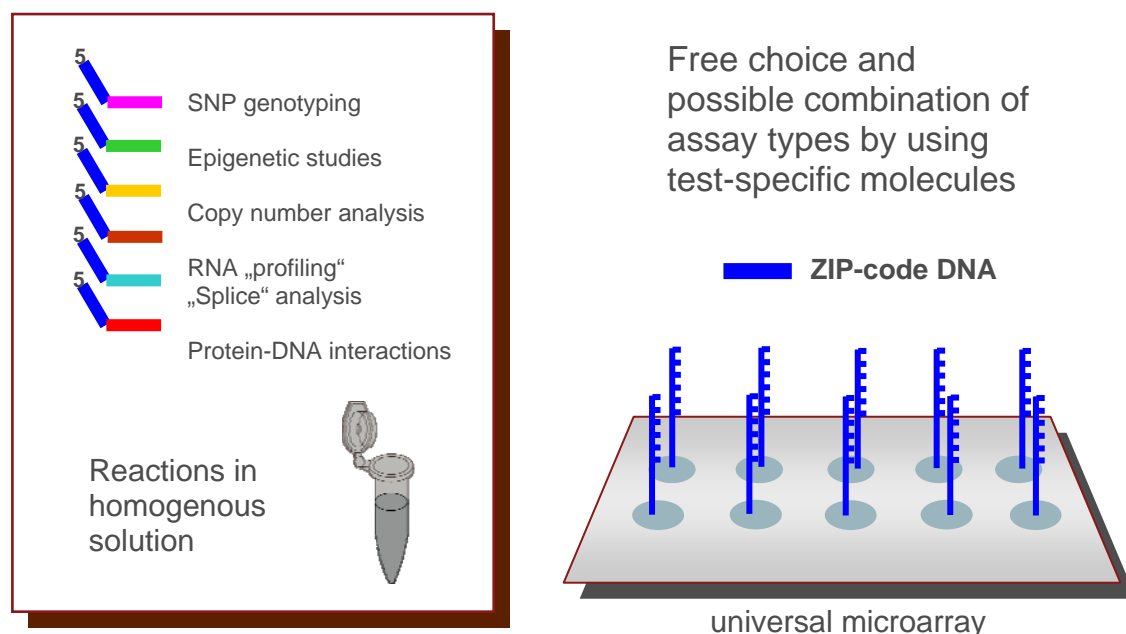 5
5
5
5
5
5
SNP genotyping
Epigenetic studies
Copy number analysis
RNA „profiling“
„Splice“ analysis
Protein-DNA interactions
Reactions in
homogenous
solution
Free choice and
possible combination of
assay types by using
test-specific molecules
ZIP-code DNA
universal microarray